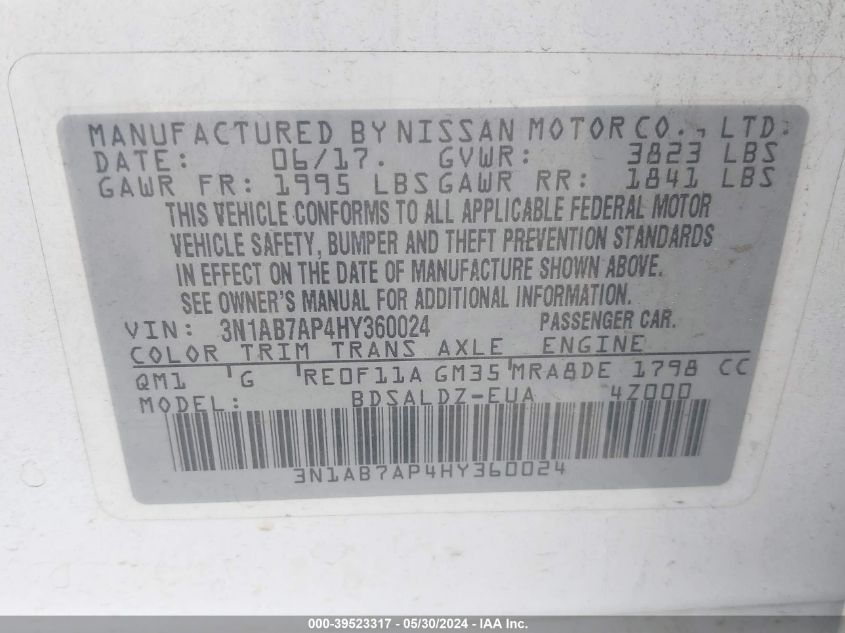 MANUFACTURED BY NISSAN MOTOR CO., LTD.
DATE: 06/17. GVWR: 3823 LBS
GAWR FR: 1995 LBS GAWR RR: 1841 LBS
THIS VEHICLE CONFORMS TO ALL APPLICABLE FEDERAL MOTOR
VEHICLE SAFETY, BUMPER AND THEFT PREVENTION STANDARDS
IN EFFECT ON THE DATE OF MANUFACTURE SHOWN ABOVE.
SEE OWNER'S MANUAL FOR ADDITIONAL INFORMATION.
VIN: 3N1AB7AP4HY360024 PASSENGER CAR.
COLOR TRIM TRANS AXLE ENGINE
QM1 G RE0F11A GM35 MRA8DE 1798 CC
MODEL: BDSALDZ-EUA 4Z000
3N1AB7AP4HY360024
000-39523317 - 05/30/2024 - IAA Inc.